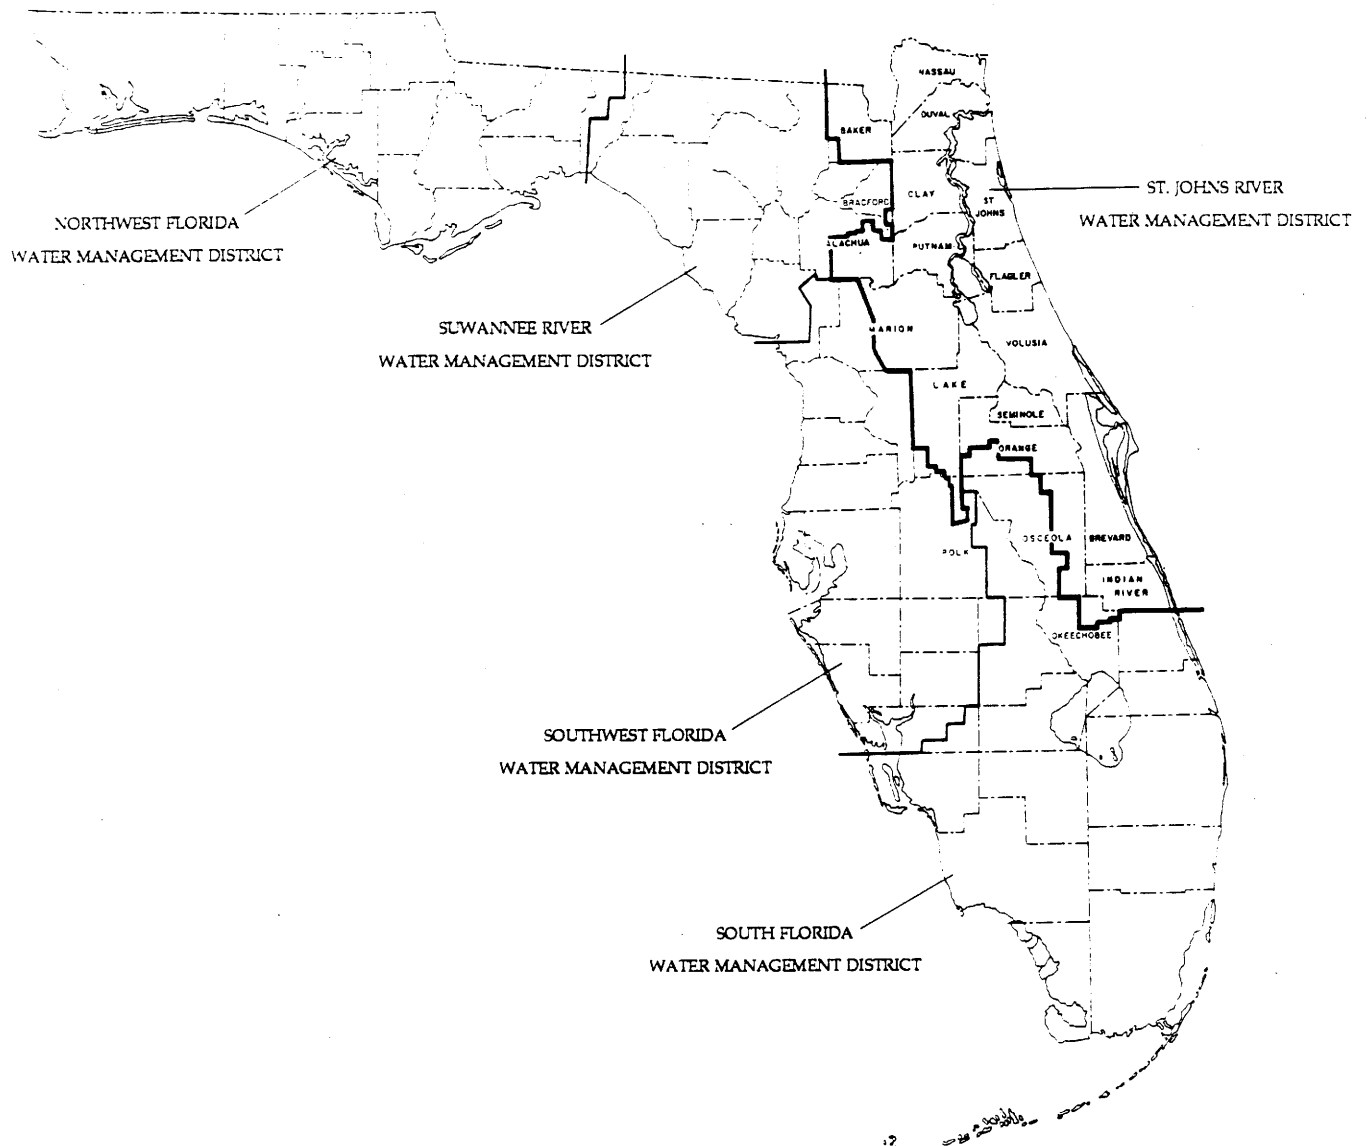 NASSAU
DUVAL
BAKER
CLAY
BRADFORD
ST
JOHNS
ST. JOHNS RIVER
WATER MANAGEMENT DISTRICT
NORTHWEST FLORIDA
WATER MANAGEMENT DISTRICT
ALACHUA
PUTNAM
FLAGLER
SUWANNEE RIVER
WATER MANAGEMENT DISTRICT
MARION
VOLUSIA
LAKE
SEMINOLE
ORANGE
OSCEOLA
BREVARD
POLK
INDIAN
RIVER
OKEECHOBEE
SOUTHWEST FLORIDA
WATER MANAGEMENT DISTRICT
SOUTH FLORIDA
WATER MANAGEMENT DISTRICT